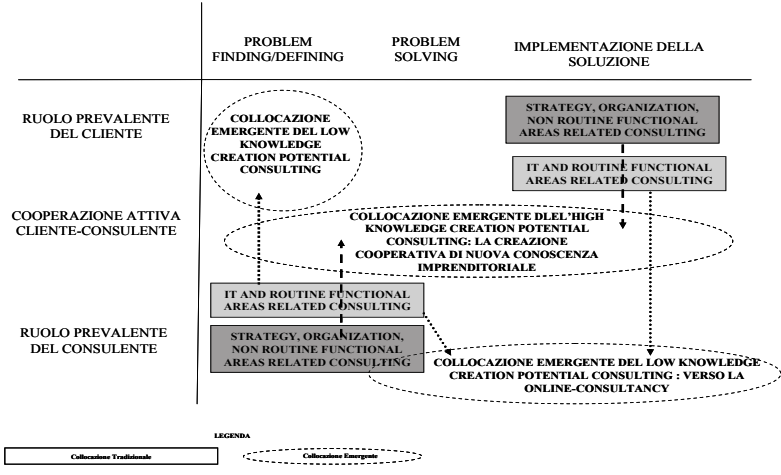 PROBLEM
FINDING/DEFINING
PROBLEM
SOLVING
IMPLEMENTAZIONE DELLA
SOLUZIONE
RUOLO PREVALENTE
DEL CLIENTE
COLLOCAZIONE
EMERGENTE DEL LOW
KNOWLEDGE
CREATION POTENTIAL
CONSULTING
STRATEGY, ORGANIZATION,
NON ROUTINE FUNCTIONAL
AREAS RELATED CONSULTING
IT AND ROUTINE FUNCTIONAL
AREAS RELATED CONSULTING
COOPERAZIONE ATTIVA
CLIENTE-CONSULENTE
COLLOCAZIONE EMERGENTE DLEL'HIGH
KNOWLEDGE CREATION POTENTIAL
CONSULTING: LA CREAZIONE
COOPERATIVA DI NUOVA CONOSCENZA
IMPRENDITORIALE
IT AND ROUTINE FUNCTIONAL
AREAS RELATED CONSULTING
RUOLO PREVALENTE
DEL CONSULENTE
STRATEGY, ORGANIZATION,
NON ROUTINE FUNCTIONAL
AREAS RELATED CONSULTING
COLLOCAZIONE EMERGENTE DEL LOW KNOWLEDGE
CREATION POTENTIAL CONSULTING : VERSO LA
ONLINE-CONSULTANCY
LEGENDA
Collocazione Tradizionale
Collocazione Emergente